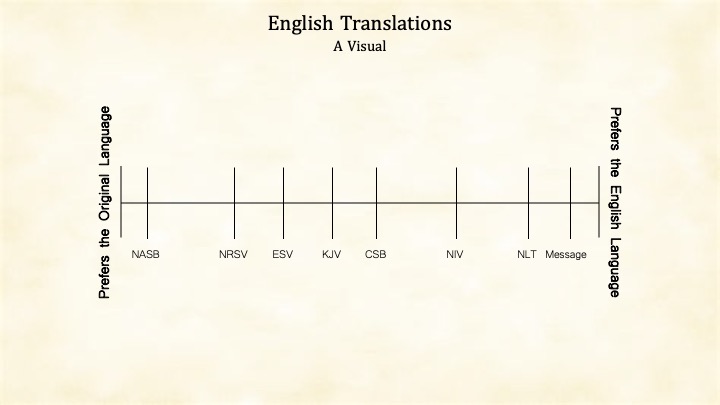 English Translations
A Visual
Prefers the Original Language
Prefers the English Language
NASB NRSV ESV KJV CSB NIV NLT Message